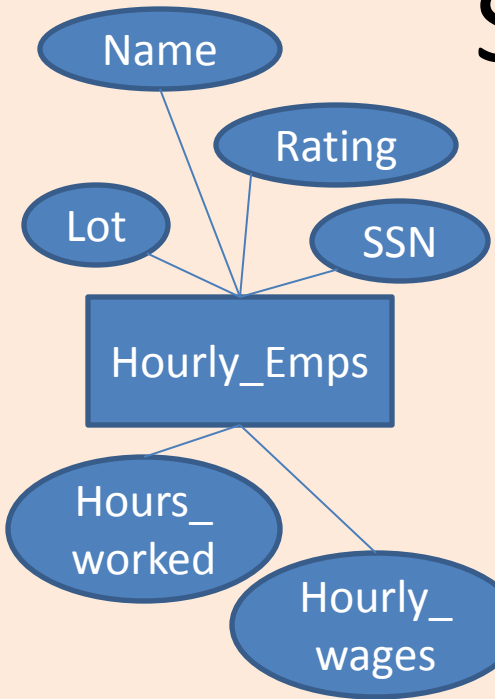 Name
Rating
Lot
SSN
Hourly_Emps
Hours_
worked
Hourly_
wages